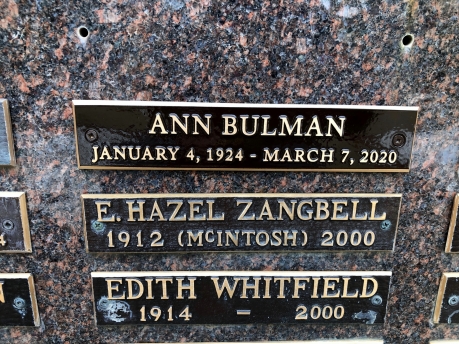 ANN BULMAN
JANUARY 4, 1924 - MARCH 7, 2020
E. HAZEL ZANGBELL
1912 (MCINTOSH) 2000
EDITH WHITFIELD
1914 - 2000